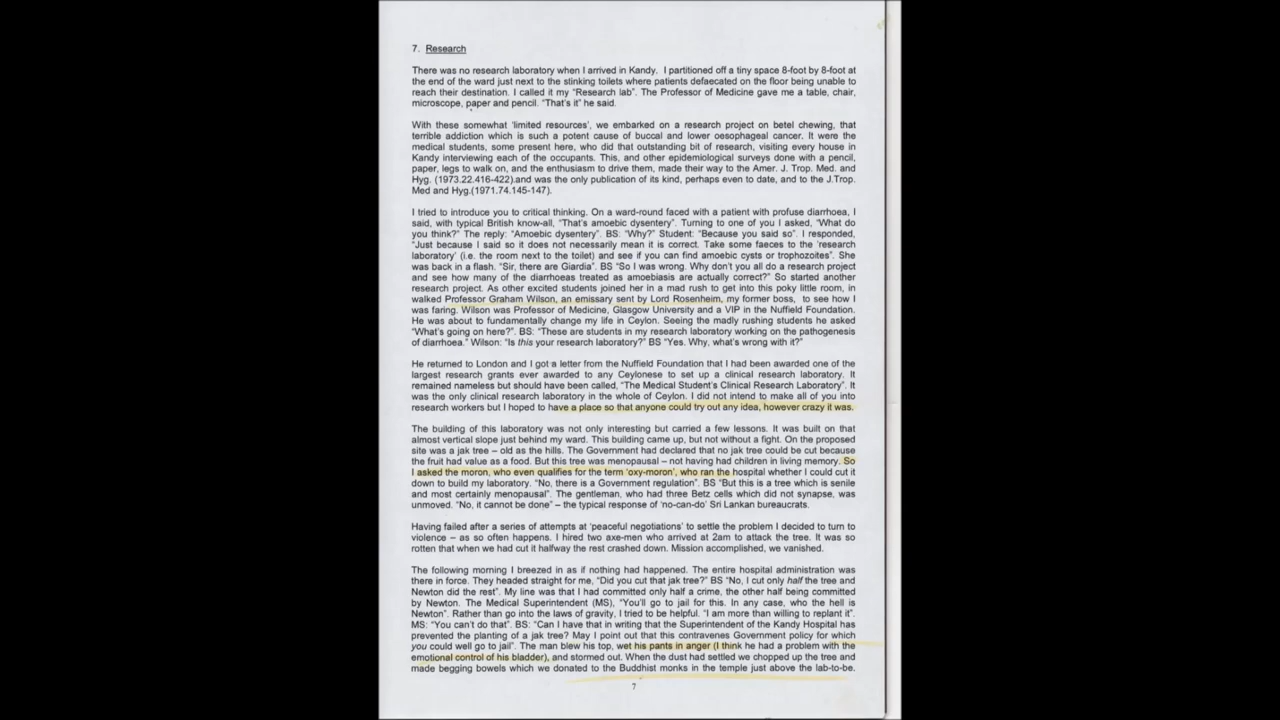 7. Research
There was no research laboratory when I arrived in Kandy. I partitioned off a tiny space 8-foot by 8-foot at
the end of the ward just next to the stinking toilets where patients defaecated on the floor being unable to
reach their destination. I called it my “Research lab”. The Professor of Medicine gave me a table, chair,
microscope, paper and pencil. “That’s it” he said.
With these somewhat ‘limited resources’, we embarked on a research project on betel chewing, that
terrible addiction which is such a potent cause of buccal and lower oesophageal cancer. It were the
medical students, some present here, who did that outstanding bit of research, visiting every house in
Kandy interviewing each of the occupants. This, and other epidemiological surveys done with a pencil,
paper, legs to walk on, and the enthusiasm to drive them, made their way to the Amer. J. Trop. Med. and
Hyg. (1973.22.416-422).and was the only publication of its kind, perhaps even to date, and to the J.Trop.
Med and Hyg.(1971.74.145-147).
I tried to introduce you to critical thinking. On a ward-round faced with a patient with profuse diarrhoea, I
said, with typical British know-all, “That’s amoebic dysentery”. Turning to one of you I asked, “What do
you think?” The reply: “Amoebic dysentery”. BS: “Why?” Student: “Because you said so”. I responded,
“Just because I said so it does not necessarily mean it is correct. Take some faeces to the ‘research
laboratory’ (i.e. the room next to the toilet) and see if you can find amoebic cysts or trophozoites”. She
was back in a flash. “Sir, there are Giardia”. BS “So I was wrong. Why don’t you all do a research project
and see how many of the diarrhoeas treated as amoebiasis are actually correct?” So started another
research project. As other excited students joined her in a mad rush to get into this poky little room, in
walked Professor Graham Wilson, an emissary sent by Lord Rosenheim, my former boss, to see how I
was faring. Wilson was Professor of Medicine, Glasgow University and a VIP in the Nuffield Foundation.
He was about to fundamentally change my life in Ceylon. Seeing the madly rushing students he asked
“What’s going on here?”. BS: “These are students in my research laboratory working on the pathogenesis
of diarrhoea.” Wilson: “Is this your research laboratory?” BS “Yes. Why, what’s wrong with it?”
He returned to London and I got a letter from the Nuffield Foundation that I had been awarded one of the
largest research grants ever awarded to any Ceylonese to set up a clinical research laboratory. It
remained nameless but should have been called, “The Medical Student’s Clinical Research Laboratory”. It
was the only clinical research laboratory in the whole of Ceylon. I did not intend to make all of you into
research workers but I hoped to have a place so that anyone could try out any idea, however crazy it was.
The building of this laboratory was not only interesting but carried a few lessons. It was built on that
almost vertical slope just behind my ward. This building came up, but not without a fight. On the proposed
site was a jak tree – old as the hills. The Government had declared that no jak tree could be cut because
the fruit had value as a food. But this tree was menopausal – not having had children in living memory. So
I asked the moron, who even qualifies for the term ‘oxy-moron’, who ran the hospital whether I could cut it
down to build my laboratory. “No, there is a Government regulation”. BS “But this is a tree which is senile
and most certainly menopausal”. The gentleman, who had three Betz cells which did not synapse, was
unmoved. “No, it cannot be done” – the typical response of ‘no-can-do’ Sri Lankan bureaucrats.
Having failed after a series of attempts at ‘peaceful negotiations’ to settle the problem I decided to turn to
violence – as so often happens. I hired two axe-men who arrived at 2am to attack the tree. It was so
rotten that when we had cut it halfway the rest crashed down. Mission accomplished, we vanished.
The following morning I breezed in as if nothing had happened. The entire hospital administration was
there in force. They headed straight for me, “Did you cut that jak tree?” BS “No, I cut only half the tree and
Newton did the rest”. My line was that I had committed only half a crime, the other half being committed
by Newton. The Medical Superintendent (MS), “You’ll go to jail for this. In any case, who the hell is
Newton”. Rather than go into the laws of gravity, I tried to be helpful. “I am more than willing to replant it”.
MS: “You can’t do that”. BS: “Can I have that in writing that the Superintendent of the Kandy Hospital has
prevented the planting of a jak tree? May I point out that this contravenes Government policy for which
you could well go to jail”. The man blew his top, wet his pants in anger (I think he had a problem with the
emotional control of his bladder), and stormed out. When the dust had settled we chopped up the tree and
made begging bowels which we donated to the Buddhist monks in the temple just above the lab-to-be.
7